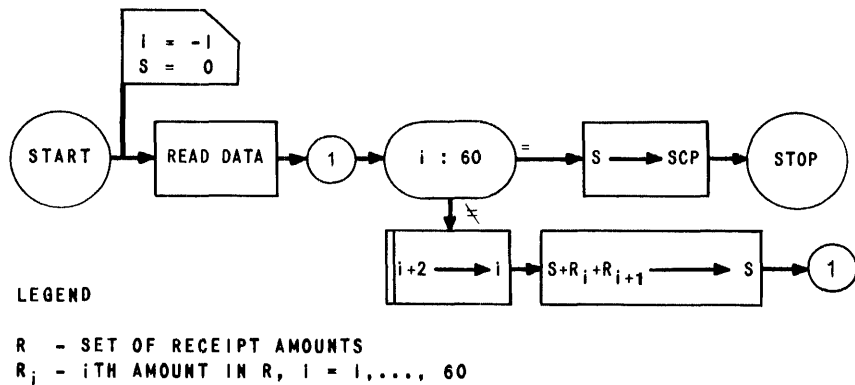 i = -1
S = 0
START
READ DATA
1
i : 60
=
S → SCP
STOP
≠
i+2 → i
S+Ri+Ri+1 → S
1
LEGEND
R - SET OF RECEIPT AMOUNTS
Ri - iTH AMOUNT IN R, i = 1,..., 60